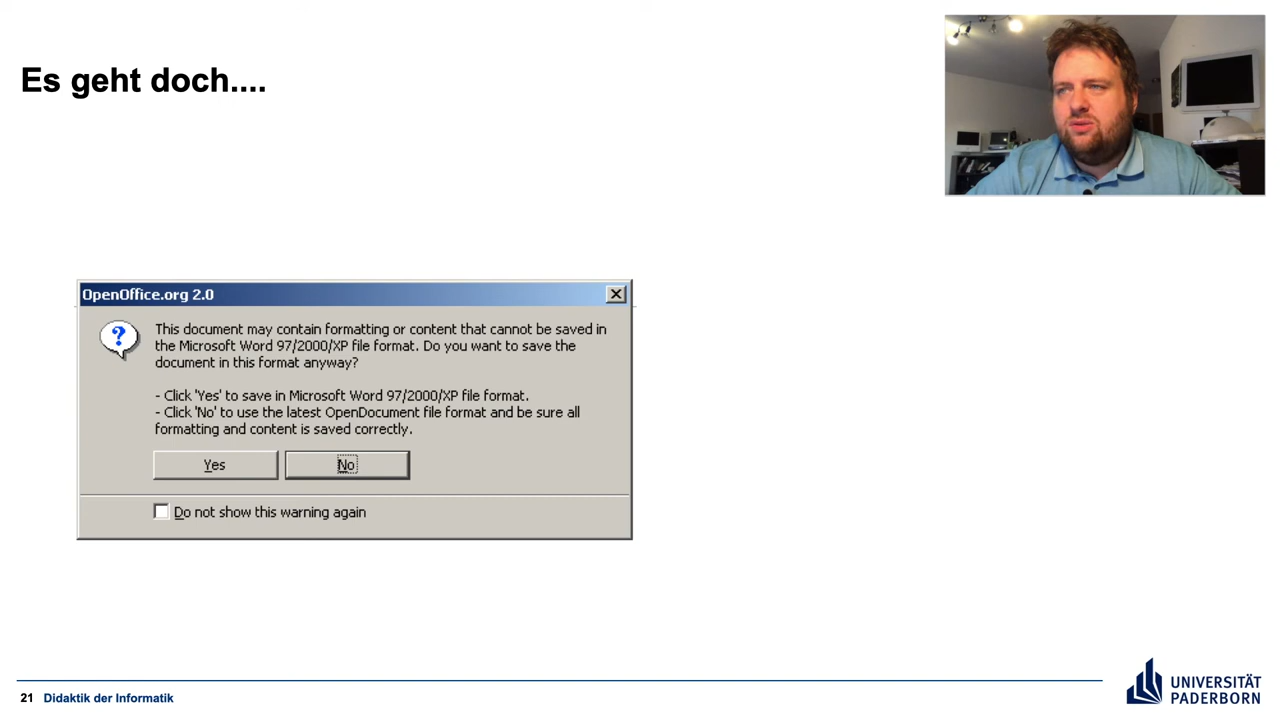 Es geht doch....
OpenOffice.org 2.0
This document may contain formatting or content that cannot be saved in
the Microsoft Word 97/2000/XP file format. Do you want to save the
document in this format anyway?
- Click 'Yes' to save in Microsoft Word 97/2000/XP file format.
- Click 'No' to use the latest OpenDocument file format and be sure all
formatting and content is saved correctly.
Yes
No
Do not show this warning again
21 Didaktik der Informatik
UNIVERSITÄT
PADERBORN